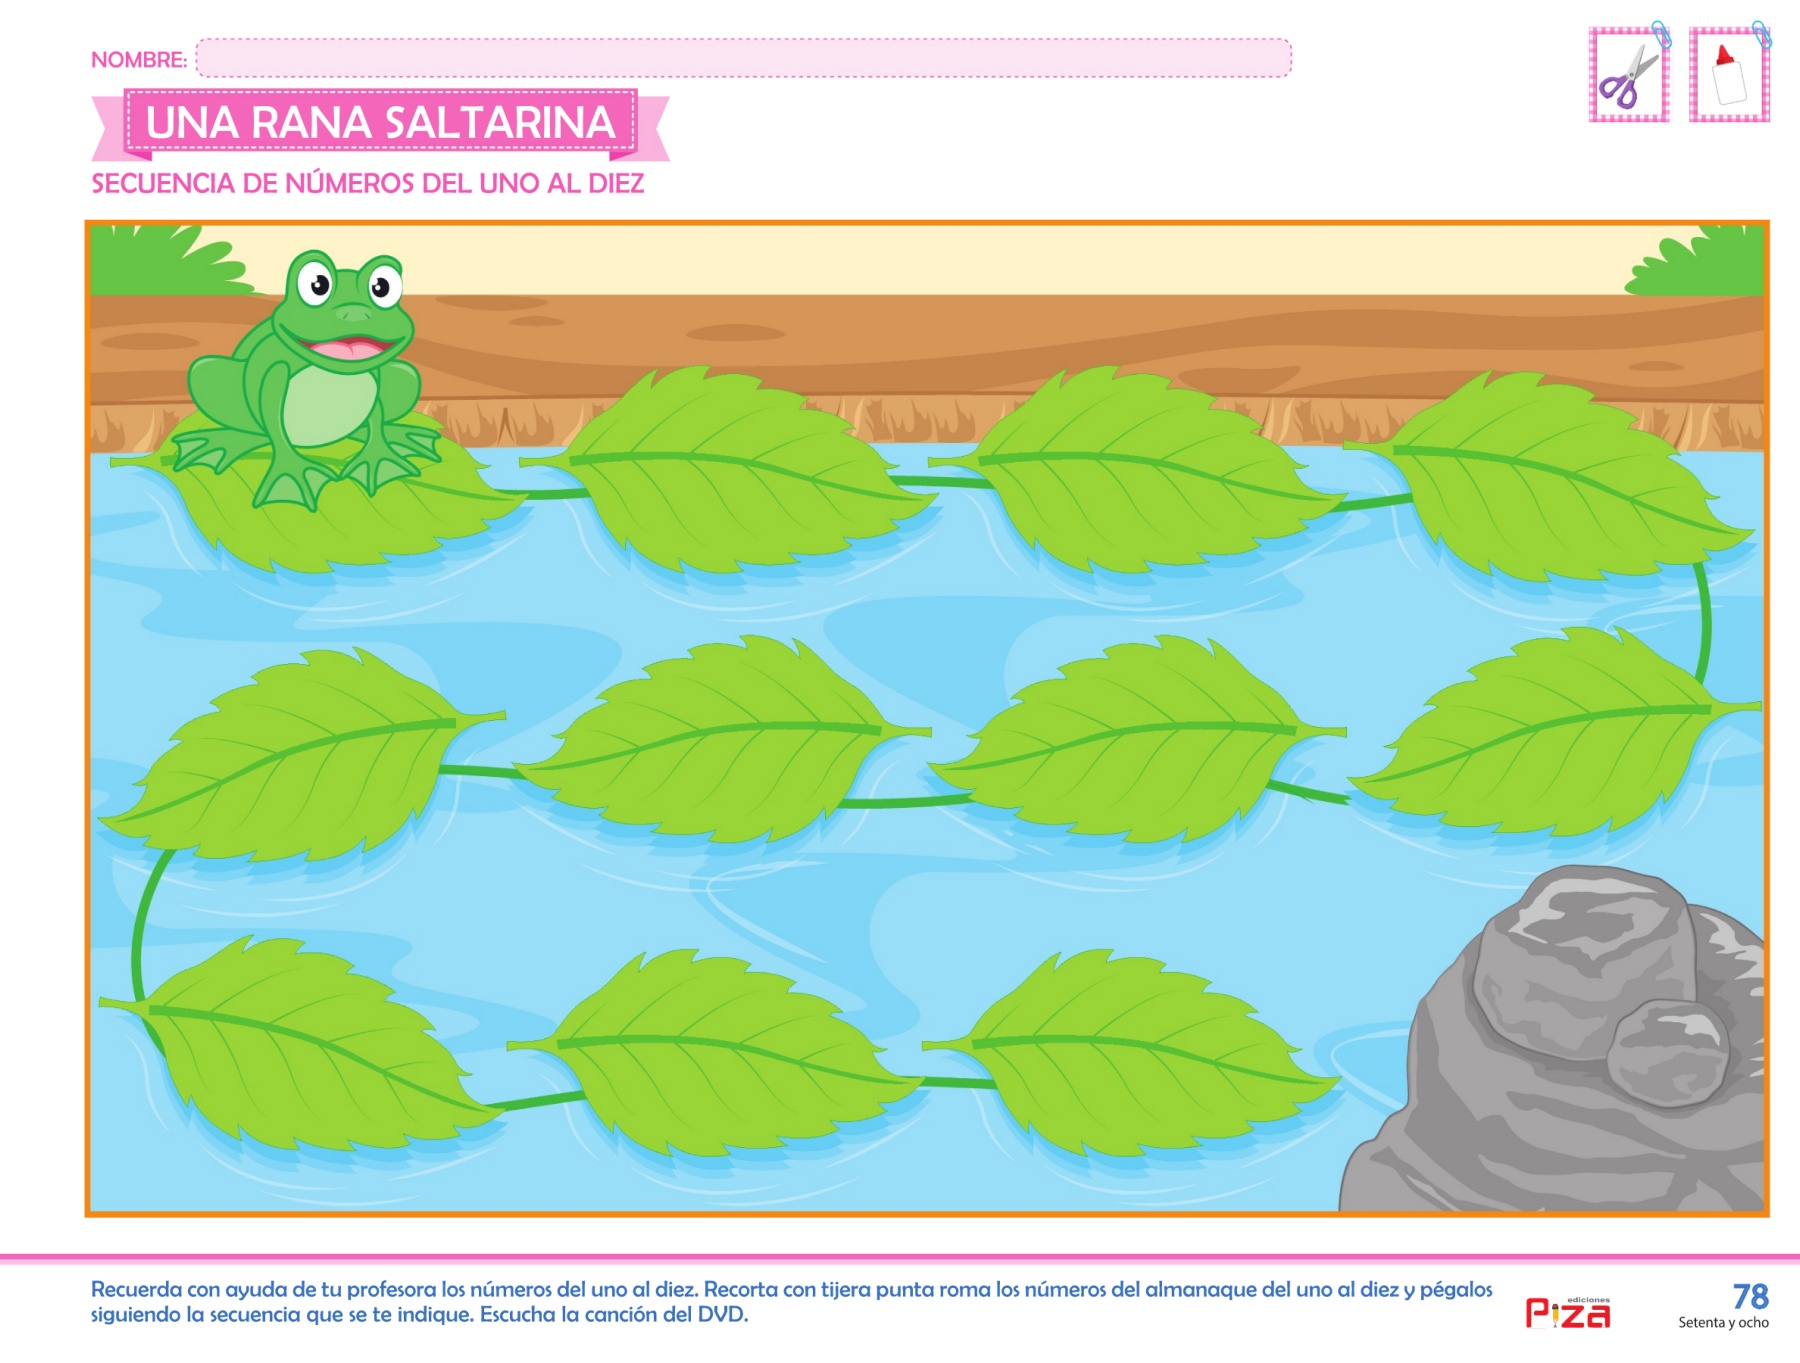 NOMBRE:
UNA RANA SALTARINA
SECUENCIA DE NÚMEROS DEL UNO AL DIEZ
Recuerda con ayuda de tu profesora los números del uno al diez. Recorta con tijera punta roma los números del almanaque del uno al diez y pégalos
siguiendo la secuencia que se te indique. Escucha la canción del DVD.
ediciones
Piza
78
Setenta y ocho